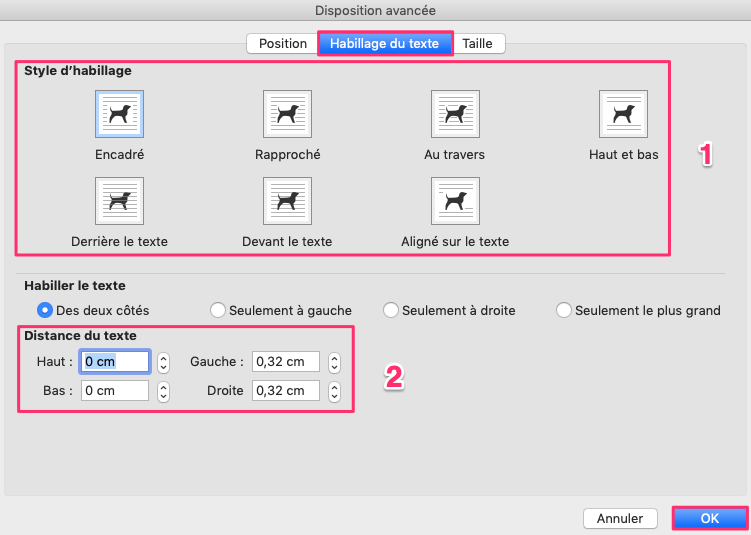 Disposition avancée
Position Habillage du texte Taille
Style d'habillage
Encadré Rapproché Au travers Haut et bas
1
Derrière le texte Devant le texte Aligné sur le texte
Habiller le texte
Des deux côtés Seulement à gauche Seulement à droite Seulement le plus grand
Distance du texte
Haut : 0 cm Gauche : 0,32 cm
2
Bas : 0 cm Droite 0,32 cm
Annuler OK